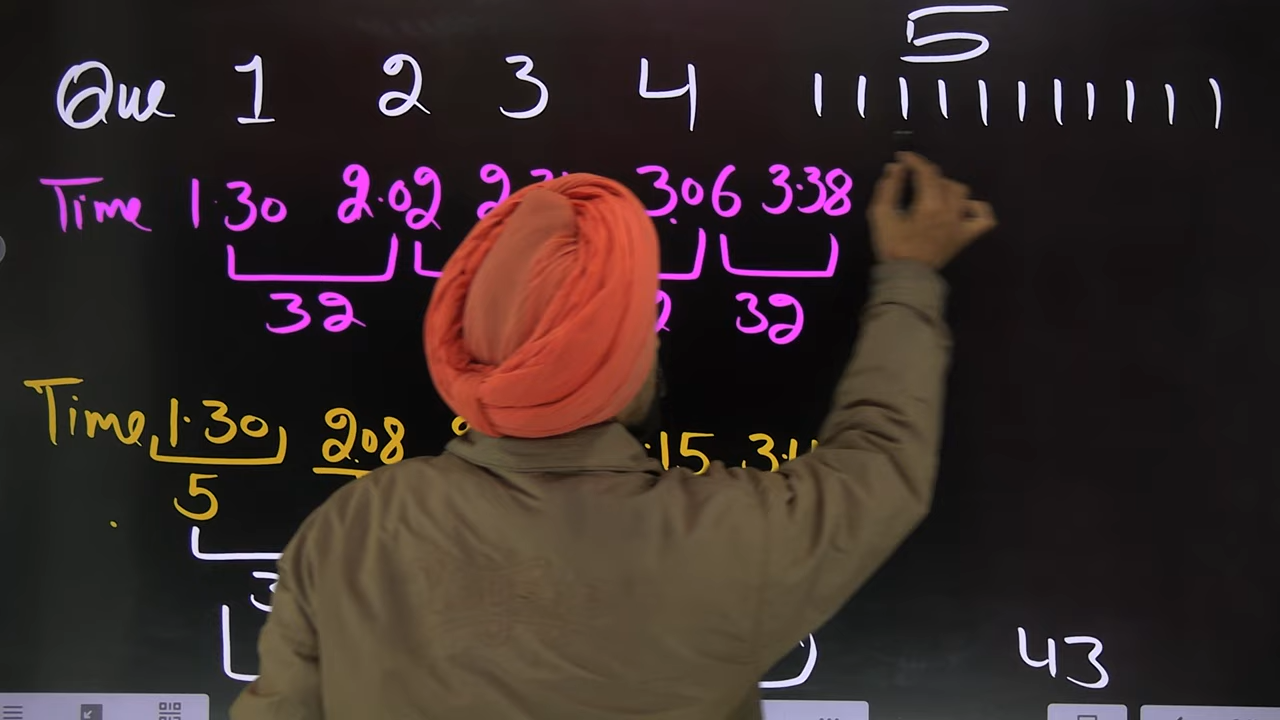 5
Que 1 2 3 4
Time 1.30 2.02 3.06 3.38
32 32
Time 1.30 2.08
5
43